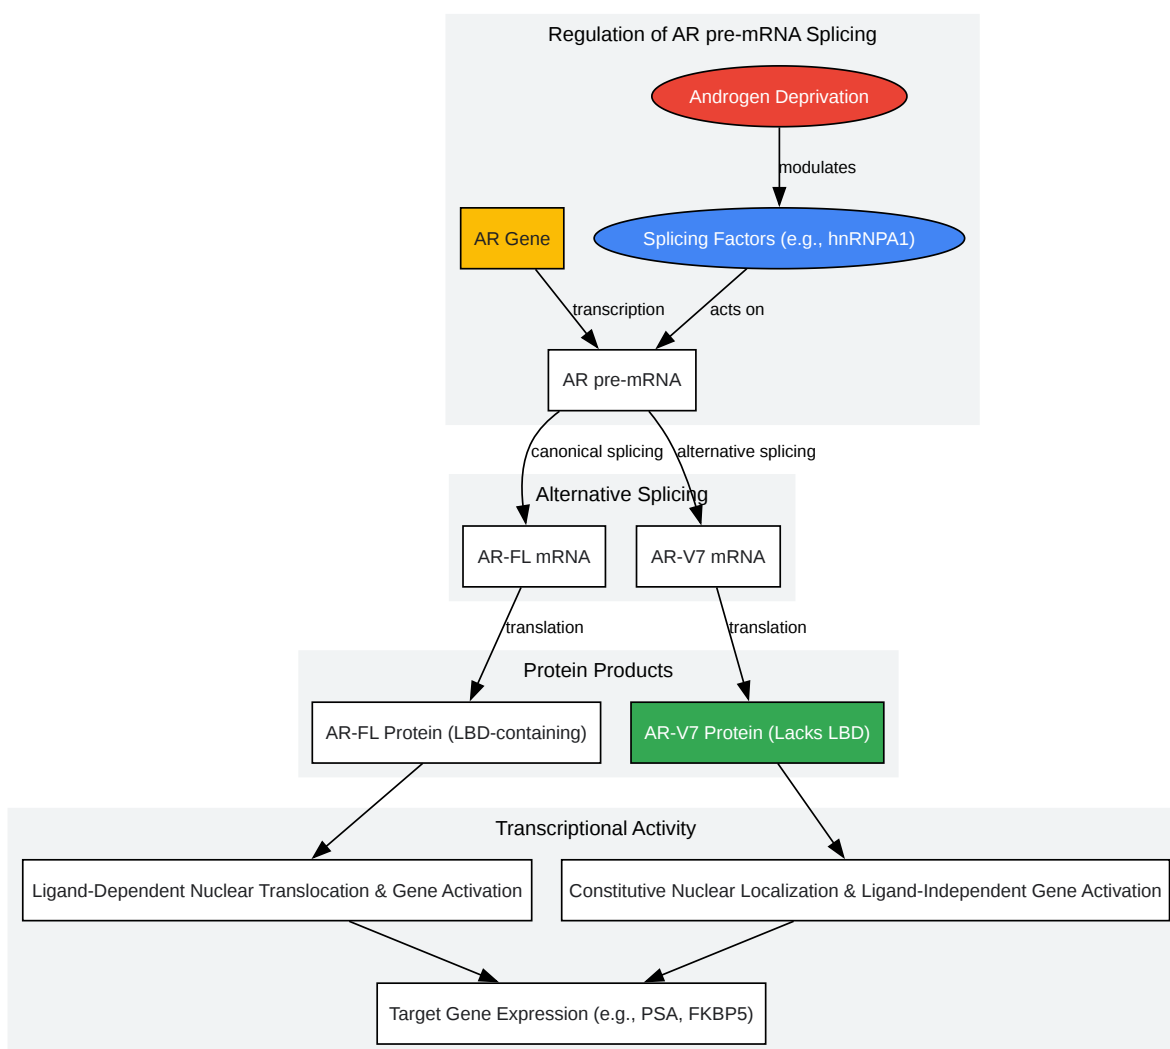 Regulation of AR pre-mRNA Splicing
Androgen Deprivation
modulates
AR Gene
Splicing Factors (e.g., hnRNPA1)
transcription
acts on
AR pre-mRNA
canonical splicing
alternative splicing
Alternative Splicing
AR-FL mRNA
AR-V7 mRNA
translation
translation
Protein Products
AR-FL Protein (LBD-containing)
AR-V7 Protein (Lacks LBD)
Transcriptional Activity
Ligand-Dependent Nuclear Translocation & Gene Activation
Constitutive Nuclear Localization & Ligand-Independent Gene Activation
Target Gene Expression (e.g., PSA, FKBP5)